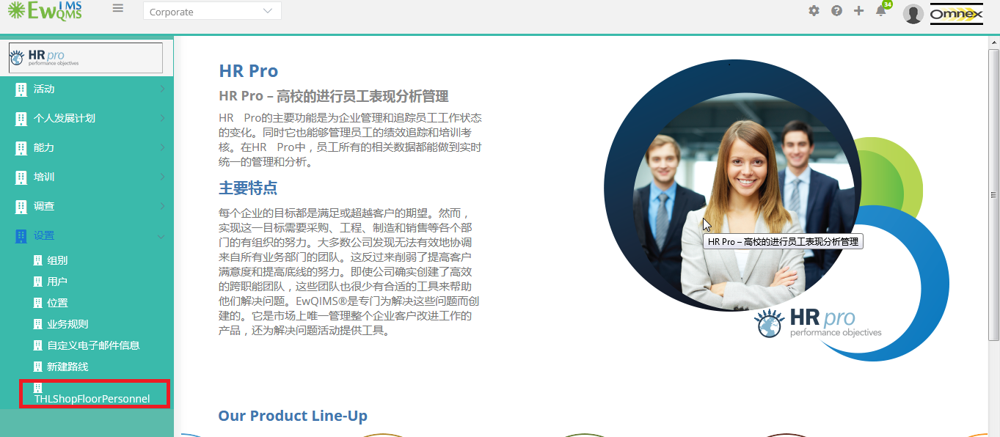 EwIMS
QMS
Corporate
34
Omnex
HR pro
performance objectives
活动
个人发展计划
能力
培训
调查
设置
组别
用户
位置
业务规则
自定义电子邮件信息
新建路线
THLShopFloorPersonnel
HR Pro
HR Pro – 高校的进行员工表现分析管理
HR Pro的主要功能是为企业管理和追踪员工工作状态
的变化。同时它也能够管理员工的绩效追踪和培训考
核。在HR Pro中，员工所有的相关数据都能做到实时
统一的管理和分析。
主要特点
每个企业的目标都是满足或超越客户的期望。然而，
实现这一目标需要采购、工程、制造和销售等各个部
门的有组织的努力。大多数公司发现无法有效地协调
来自所有业务部门的团队。这反过来削弱了提高客户
满意度和提高底线的努力。即使公司确实创建了高效
的跨职能团队，这些团队也很少有合适的工具来帮助
他们解决问题。EwQIMS®是专门为解决这些问题而创
建的。它是市场上唯一管理整个企业客户改进工作的
产品，还为解决问题活动提供工具。
HR Pro – 高校的进行员工表现分析管理
HR pro
performance objectives
Our Product Line-Up